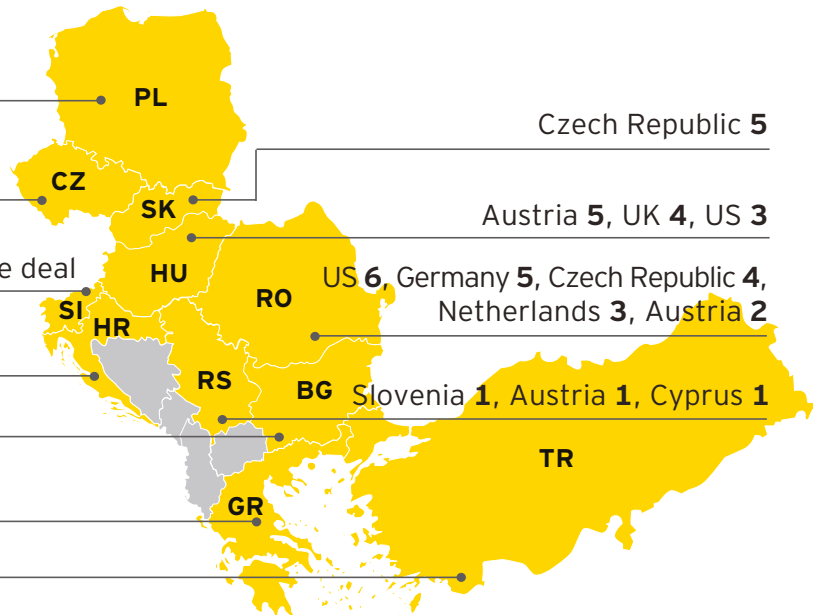 PL
Czech Republic 5
CZ
SK
Austria 5, UK 4, US 3
e deal
HU
US 6, Germany 5, Czech Republic 4,
Netherlands 3, Austria 2
RO
SI
HR
RS
BG
Slovenia 1, Austria 1, Cyprus 1
TR
GR